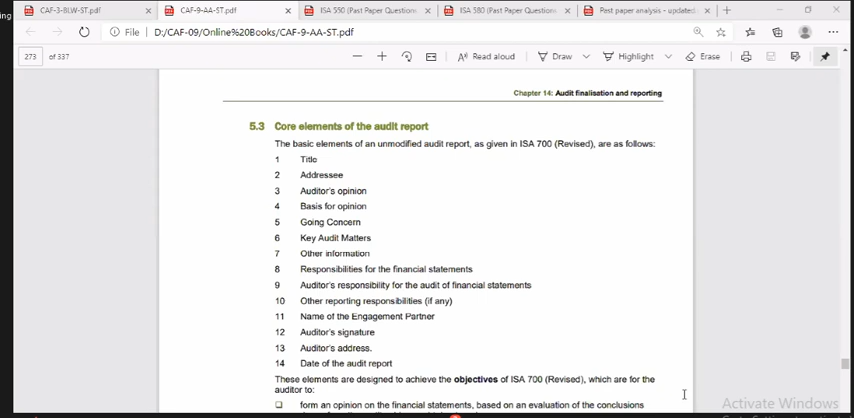 ing
CAF-3-BLW-ST.pdf
CAF-9-AA-ST.pdf
ISA 550 (Past Paper Question
ISA 580 (Past Paper Question
Past paper analysis - updated
File D:/CAF-09/Online%20Books/CAF-9-AA-ST.pdf
273 of 337
Read aloud
Draw
Highlight
Erase
Chapter 14: Audit finalisation and reporting
5.3 Core elements of the audit report
The basic elements of an unmodified audit report, as given in ISA 700 (Revised), are as follows:
1 Title
2 Addressee
3 Auditor's opinion
4 Basis for opinion
5 Going Concern
6 Key Audit Matters
7 Other information
8 Responsibilities for the financial statements
9 Auditor's responsibility for the audit of financial statements
10 Other reporting responsibilities (if any)
11 Name of the Engagement Partner
12 Auditor's signature
13 Auditor's address.
14 Date of the audit report
These elements are designed to achieve the objectives of ISA 700 (Revised), which are for the
auditor to:
form an opinion on the financial statements, based on an evaluation of the conclusions
Activate Windows